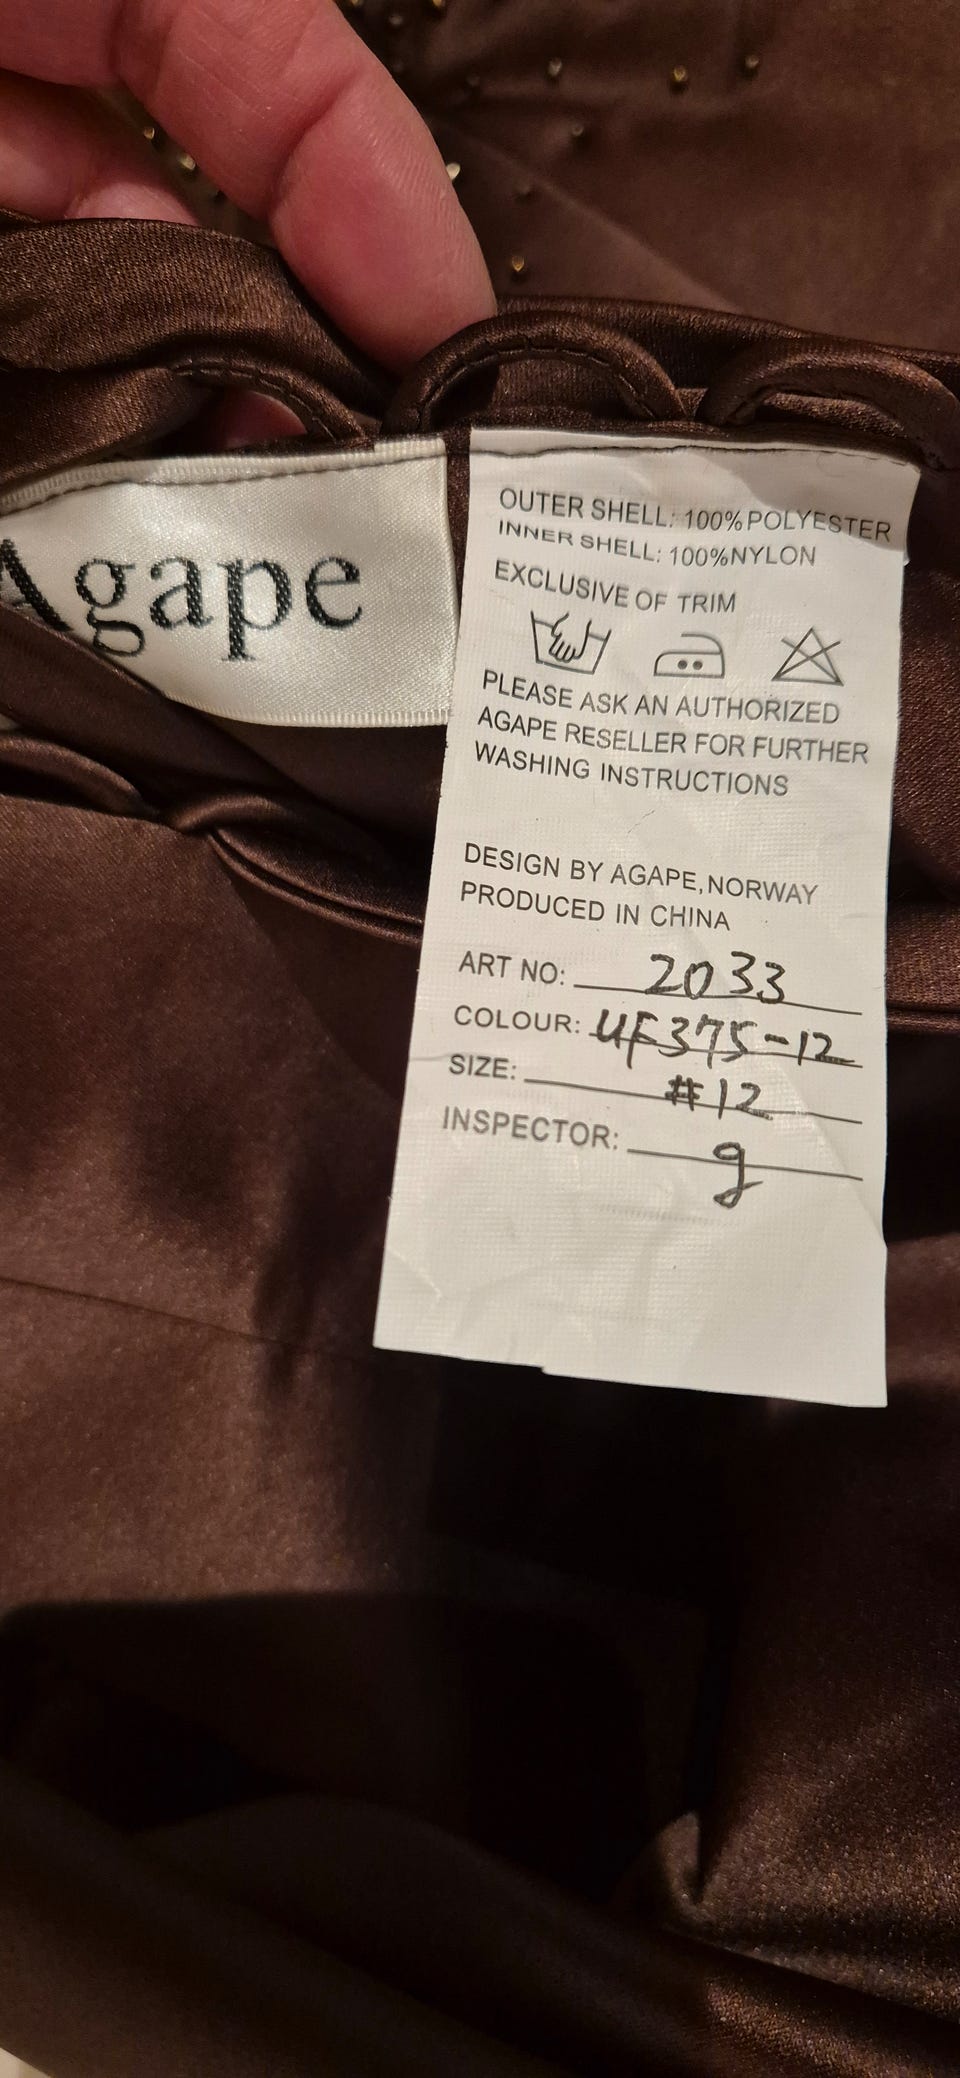 Agape
OUTER SHELL: 100%POLYESTER
INNER SHELL: 100%NYLON
EXCLUSIVE OF TRIM
PLEASE ASK AN AUTHORIZED
AGAPE RESELLER FOR FURTHER
WASHING INSTRUCTIONS
DESIGN BY AGAPE, NORWAY
PRODUCED IN CHINA
ART NO: 2033
COLOUR: UF375-12
SIZE: #12
INSPECTOR: g